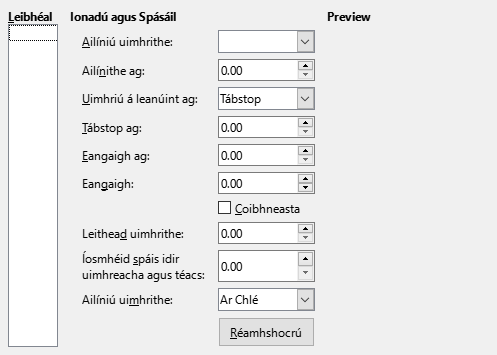 Leibhéal Ionadú agus Spásáil Preview
Ailíniú uimhrithe:
Ailínithe ag: 0.00
Uimhriú á leanúint ag: Tábstop
Tábstop ag: 0.00
Eangaigh ag: 0.00
Eangaigh: 0.00
Coibhneasta
Leithead uimhrithe: 0.00
Íosmhéid spáis idir
uimhreacha agus téacs: 0.00
Ailíniú uimhrithe: Ar Chlé
Réamhshocrú